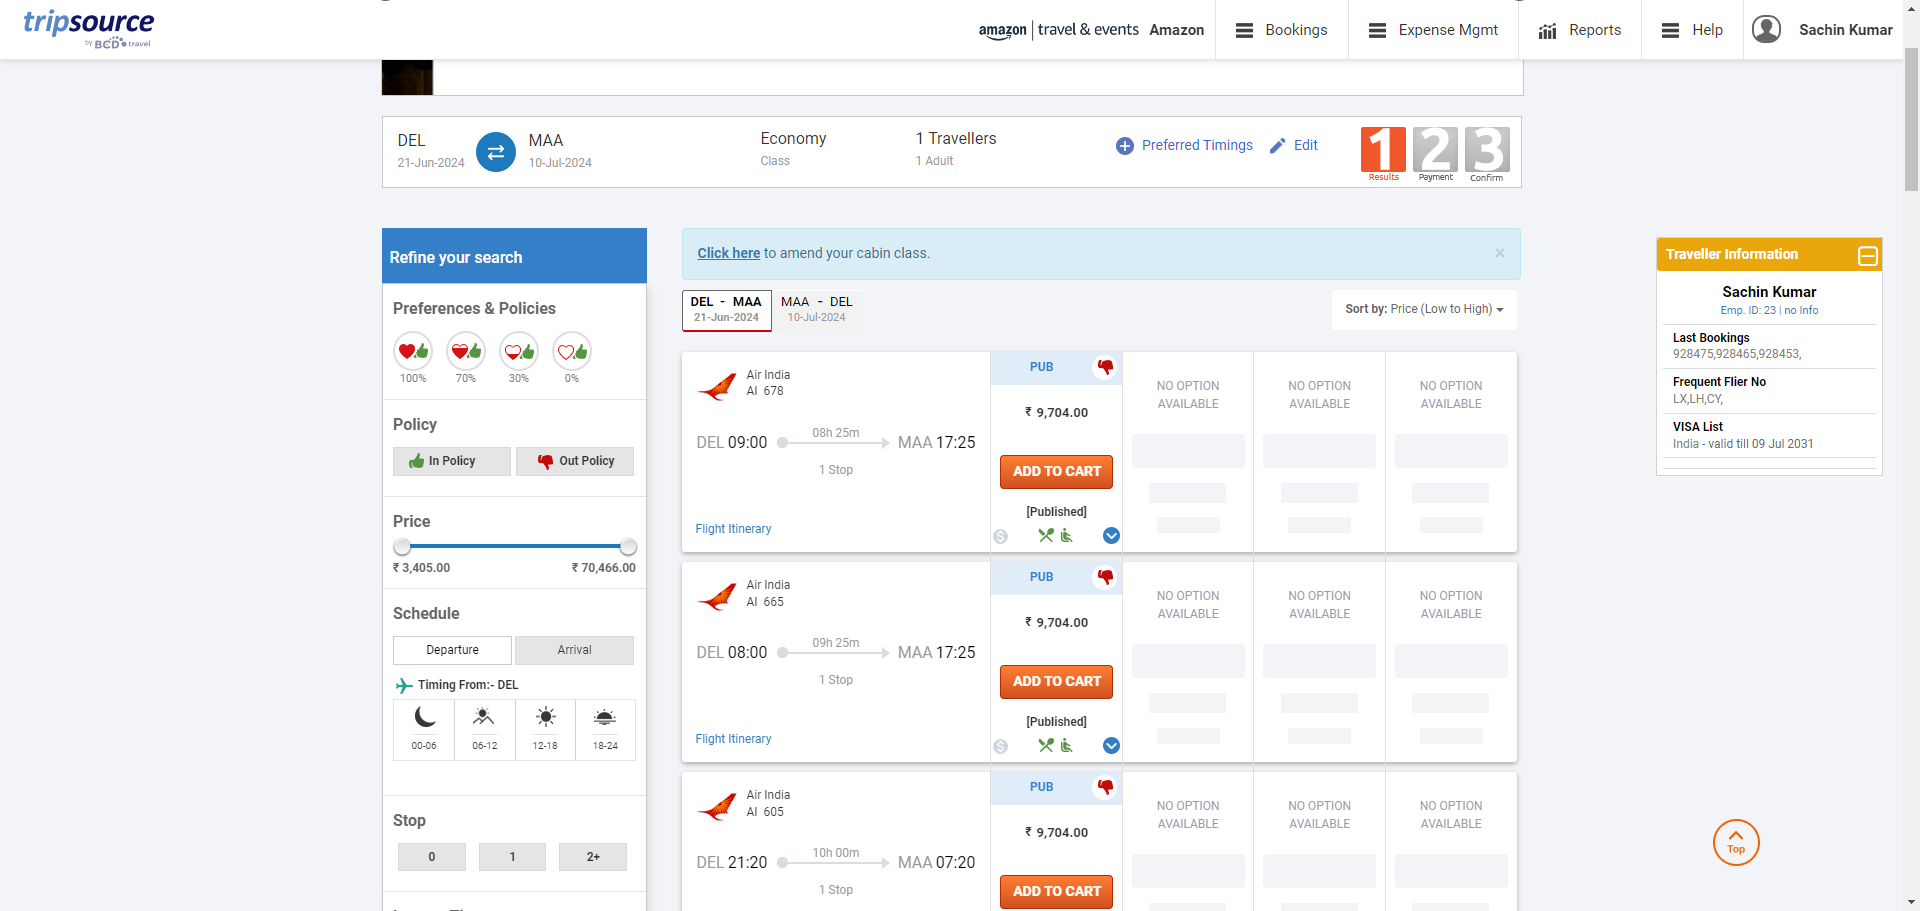 tripsource
by BCD travel
amazon | travel & events Amazon
Bookings
Expense Mgmt
Reports
Help
Sachin Kumar
DEL
21-Jun-2024
MAA
10-Jul-2024
Economy
Class
1 Travellers
1 Adult
Preferred Timings
Edit
1
Results
2
Payment
3
Confirm
Refine your search
Preferences & Policies
100%
70%
30%
0%
Policy
In Policy
Out Policy
Price
₹ 3,405.00
₹ 70,466.00
Schedule
Departure
Arrival
Timing From:- DEL
00-06
06-12
12-18
18-24
Stop
0
1
2+
Click here to amend your cabin class.
×
DEL - MAA
21-Jun-2024
MAA - DEL
10-Jul-2024
Sort by: Price (Low to High)
Air India
AI 678
DEL 09:00
08h 25m
MAA 17:25
1 Stop
Flight Itinerary
PUB
₹ 9,704.00
ADD TO CART
[Published]
NO OPTION
AVAILABLE
NO OPTION
AVAILABLE
NO OPTION
AVAILABLE
Air India
AI 665
DEL 08:00
09h 25m
MAA 17:25
1 Stop
Flight Itinerary
PUB
₹ 9,704.00
ADD TO CART
[Published]
NO OPTION
AVAILABLE
NO OPTION
AVAILABLE
NO OPTION
AVAILABLE
Air India
AI 605
DEL 21:20
10h 00m
MAA 07:20
1 Stop
PUB
₹ 9,704.00
ADD TO CART
NO OPTION
AVAILABLE
NO OPTION
AVAILABLE
NO OPTION
AVAILABLE
Traveller Information
Sachin Kumar
Emp. ID: 23 | no Info
Last Bookings
928475,928465,928453,
Frequent Flier No
LX,LH,CY,
VISA List
India - valid till 09 Jul 2031
Top